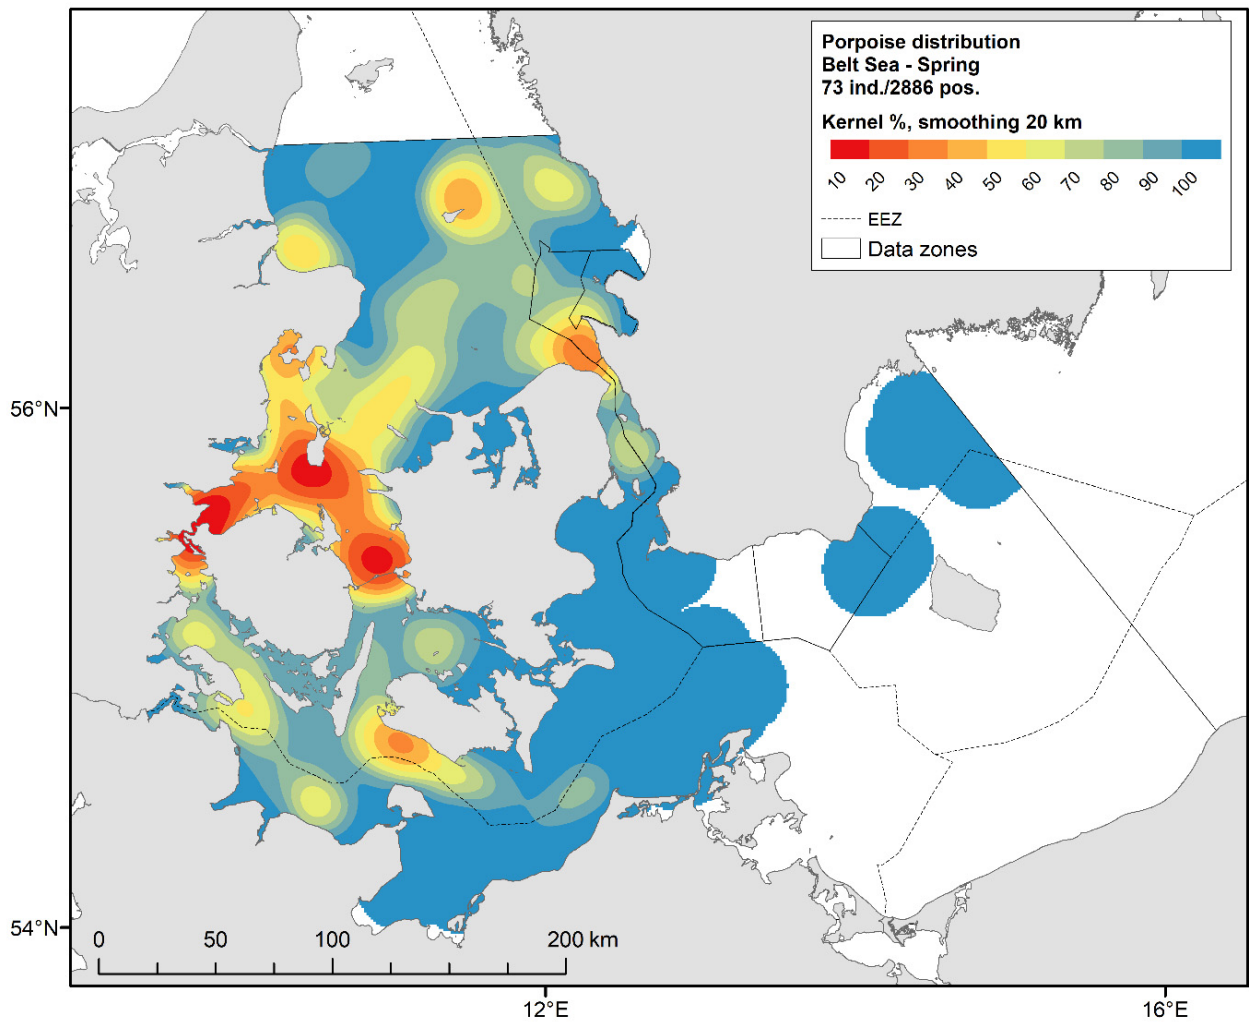 Porpoise distribution
Belt Sea - Spring
73 ind./2886 pos.
Kernel %, smoothing 20 km
10 20 30 40 50 60 70 80 90 100
EEZ
Data zones
56°N
54°N
0 50 100 200 km
12°E 16°E